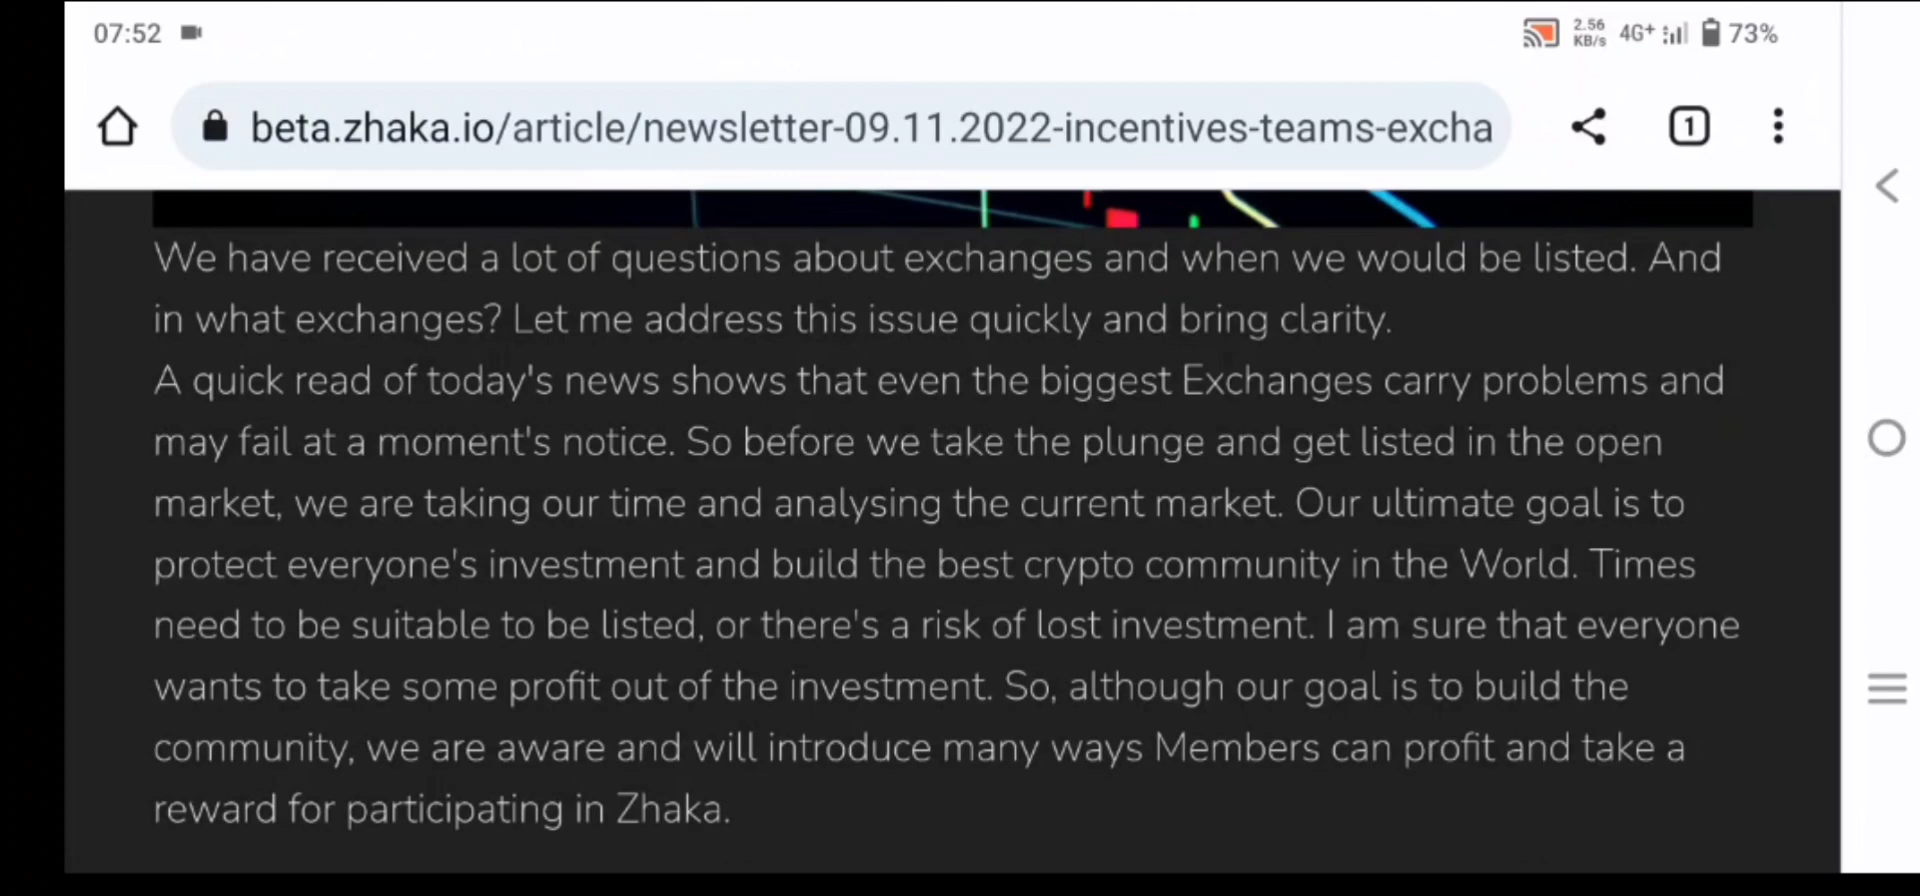 07:52
2.56 KB/s 4G+ 73%
beta.zhaka.io/article/newsletter-09.11.2022-incentives-teams-excha
1
We have received a lot of questions about exchanges and when we would be listed. And
in what exchanges? Let me address this issue quickly and bring clarity.
A quick read of today's news shows that even the biggest Exchanges carry problems and
may fail at a moment's notice. So before we take the plunge and get listed in the open
market, we are taking our time and analysing the current market. Our ultimate goal is to
protect everyone's investment and build the best crypto community in the World. Times
need to be suitable to be listed, or there's a risk of lost investment. I am sure that everyone
wants to take some profit out of the investment. So, although our goal is to build the
community, we are aware and will introduce many ways Members can profit and take a
reward for participating in Zhaka.